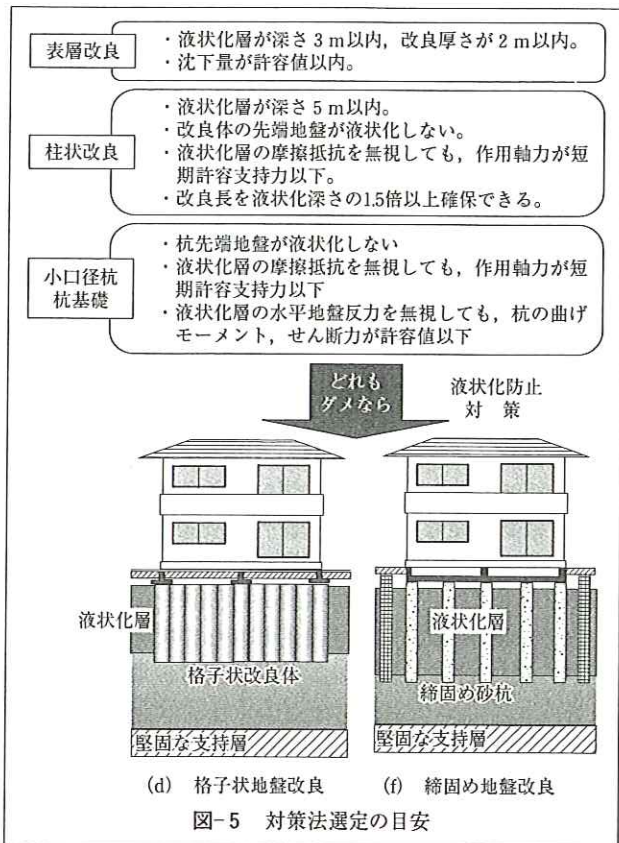 表層改良
・液状化層が深さ3m以内，改良厚さが2m以内。
・沈下量が許容値以内。
柱状改良
・液状化層が深さ5m以内。
・改良体の先端地盤が液状化しない。
・液状化層の摩擦抵抗を無視しても，作用軸力が短
期許容支持力以下。
・改良長を液状化深さの1.5倍以上確保できる。
小口径杭
杭基礎
・杭先端地盤が液状化しない
・液状化層の摩擦抵抗を無視しても，作用軸力が短
期許容支持力以下
・液状化層の水平地盤反力を無視しても，杭の曲げ
モーメント，せん断力が許容値以下
どれも
ダメなら
液状化防止
対　策
液状化層
格子状改良体
堅固な支持層
液状化層
締固め砂杭
堅固な支持層
(d)　格子状地盤改良
(f)　締固め地盤改良
図-5　対策法選定の目安